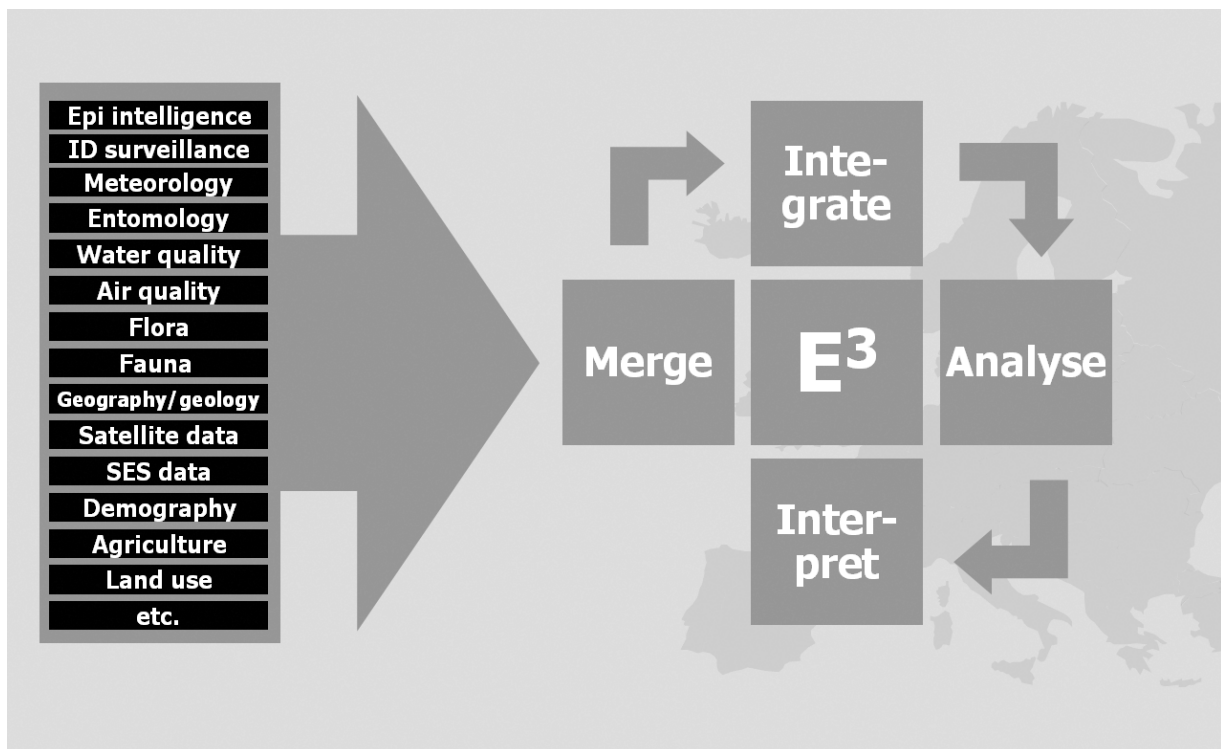 Epi intelligence
ID surveillance
Meteorology
Entomology
Water quality
Air quality
Flora
Fauna
Geography/geology
Satellite data
SES data
Demography
Agriculture
Land use
etc.
Merge
Inte-
grate
E³
Analyse
Inter-
pret